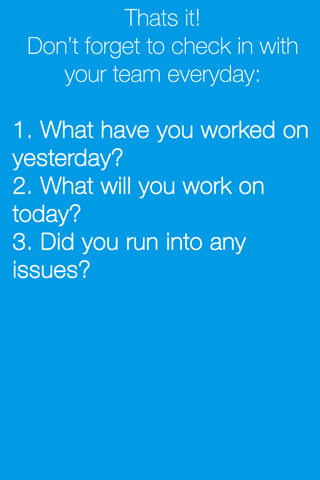 Thats it!
Don’t forget to check in with
your team everyday:
1. What have you worked on
yesterday?
2. What will you work on
today?
3. Did you run into any
issues?